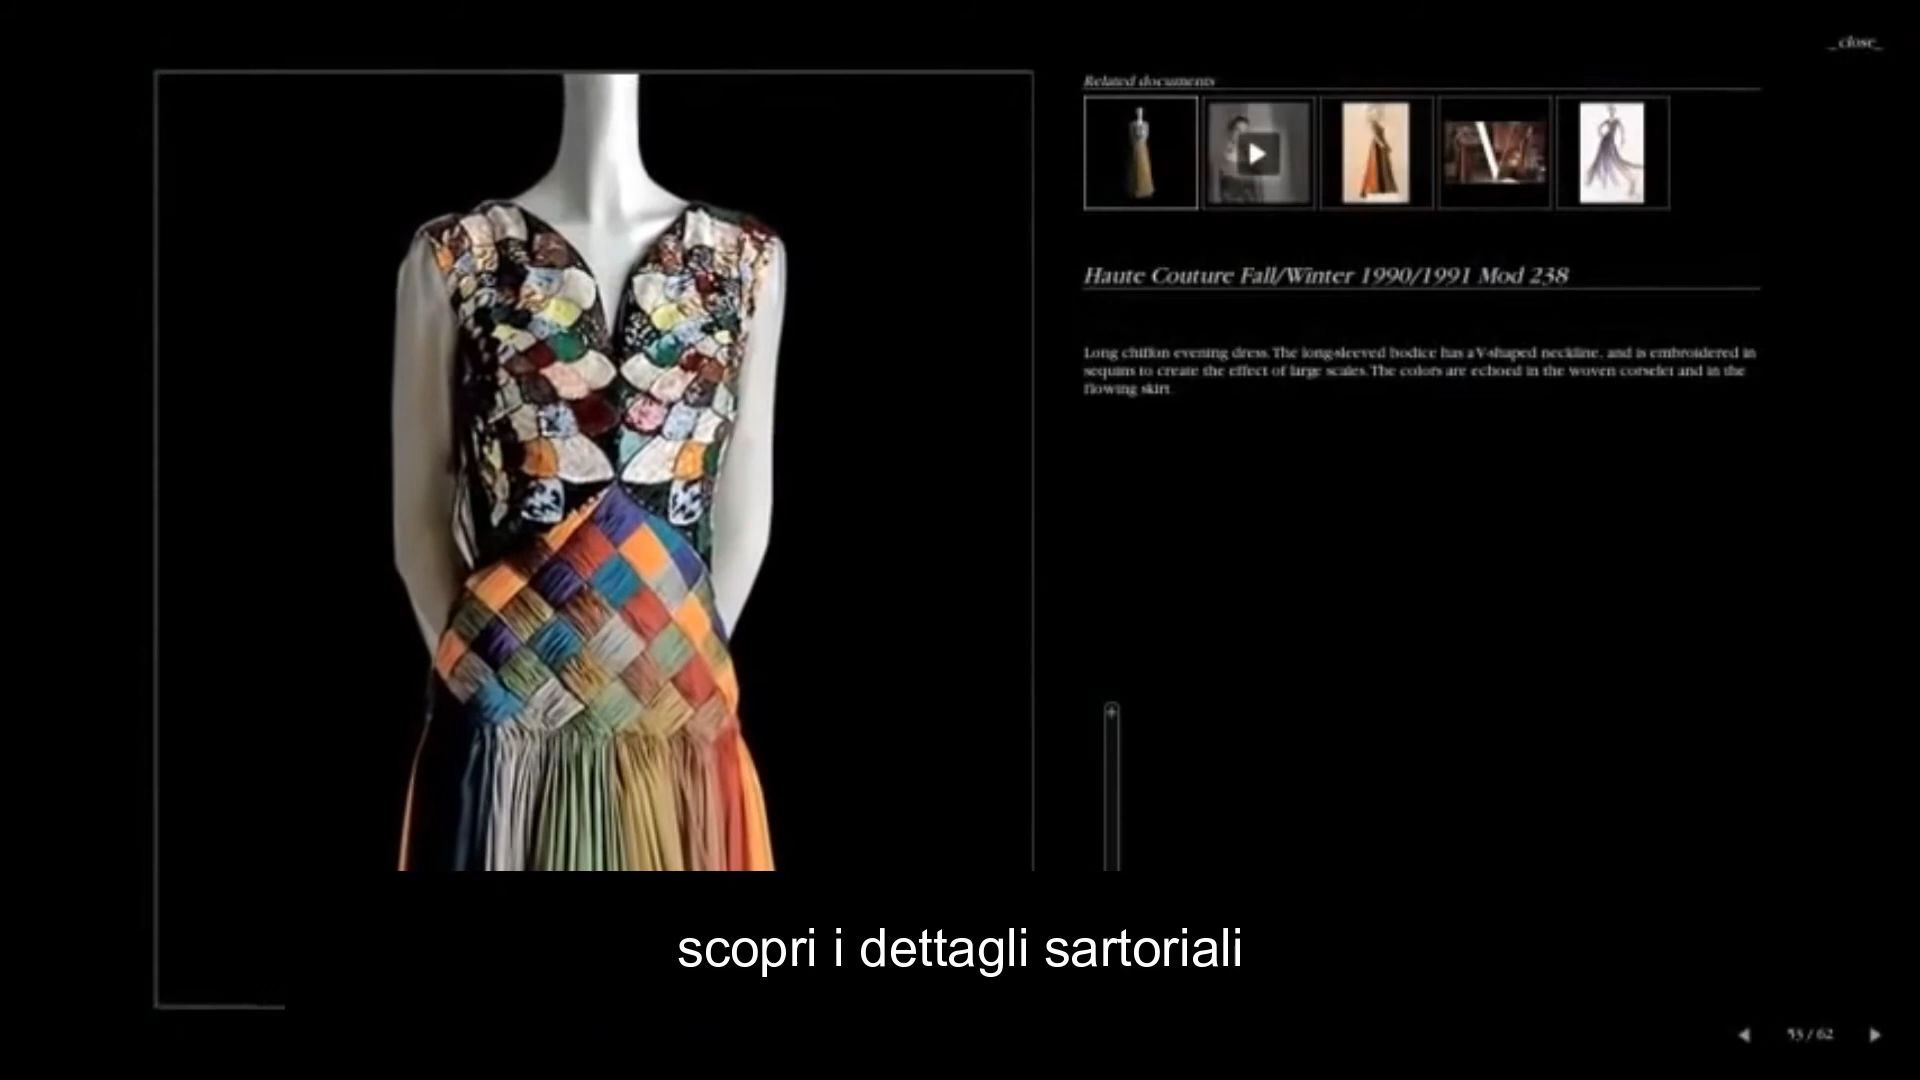 _close_
Related documents
Haute Couture Fall/Winter 1990/1991 Mod 238
Long chiffon evening dress. The long-sleeved bodice has a V-shaped neckline, and is embroidered in
sequins to create the effect of large scales. The colors are echoed in the woven corselet and in the
flowing skirt
scopri i dettagli sartoriali
53 / 62